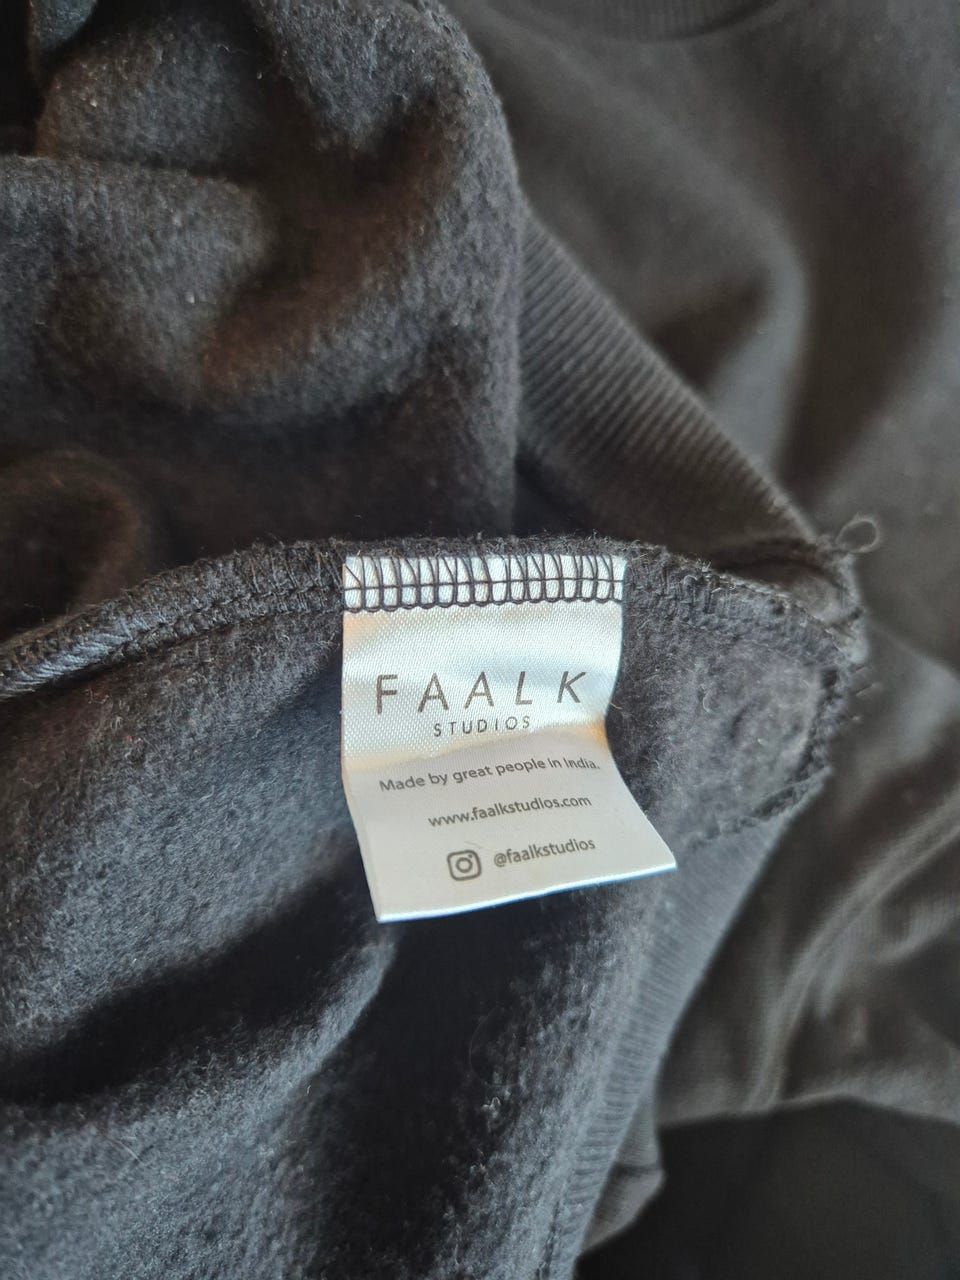 FAALK
STUDIOS
Made by great people in India.
www.faalkstudios.com
@faalkstudios